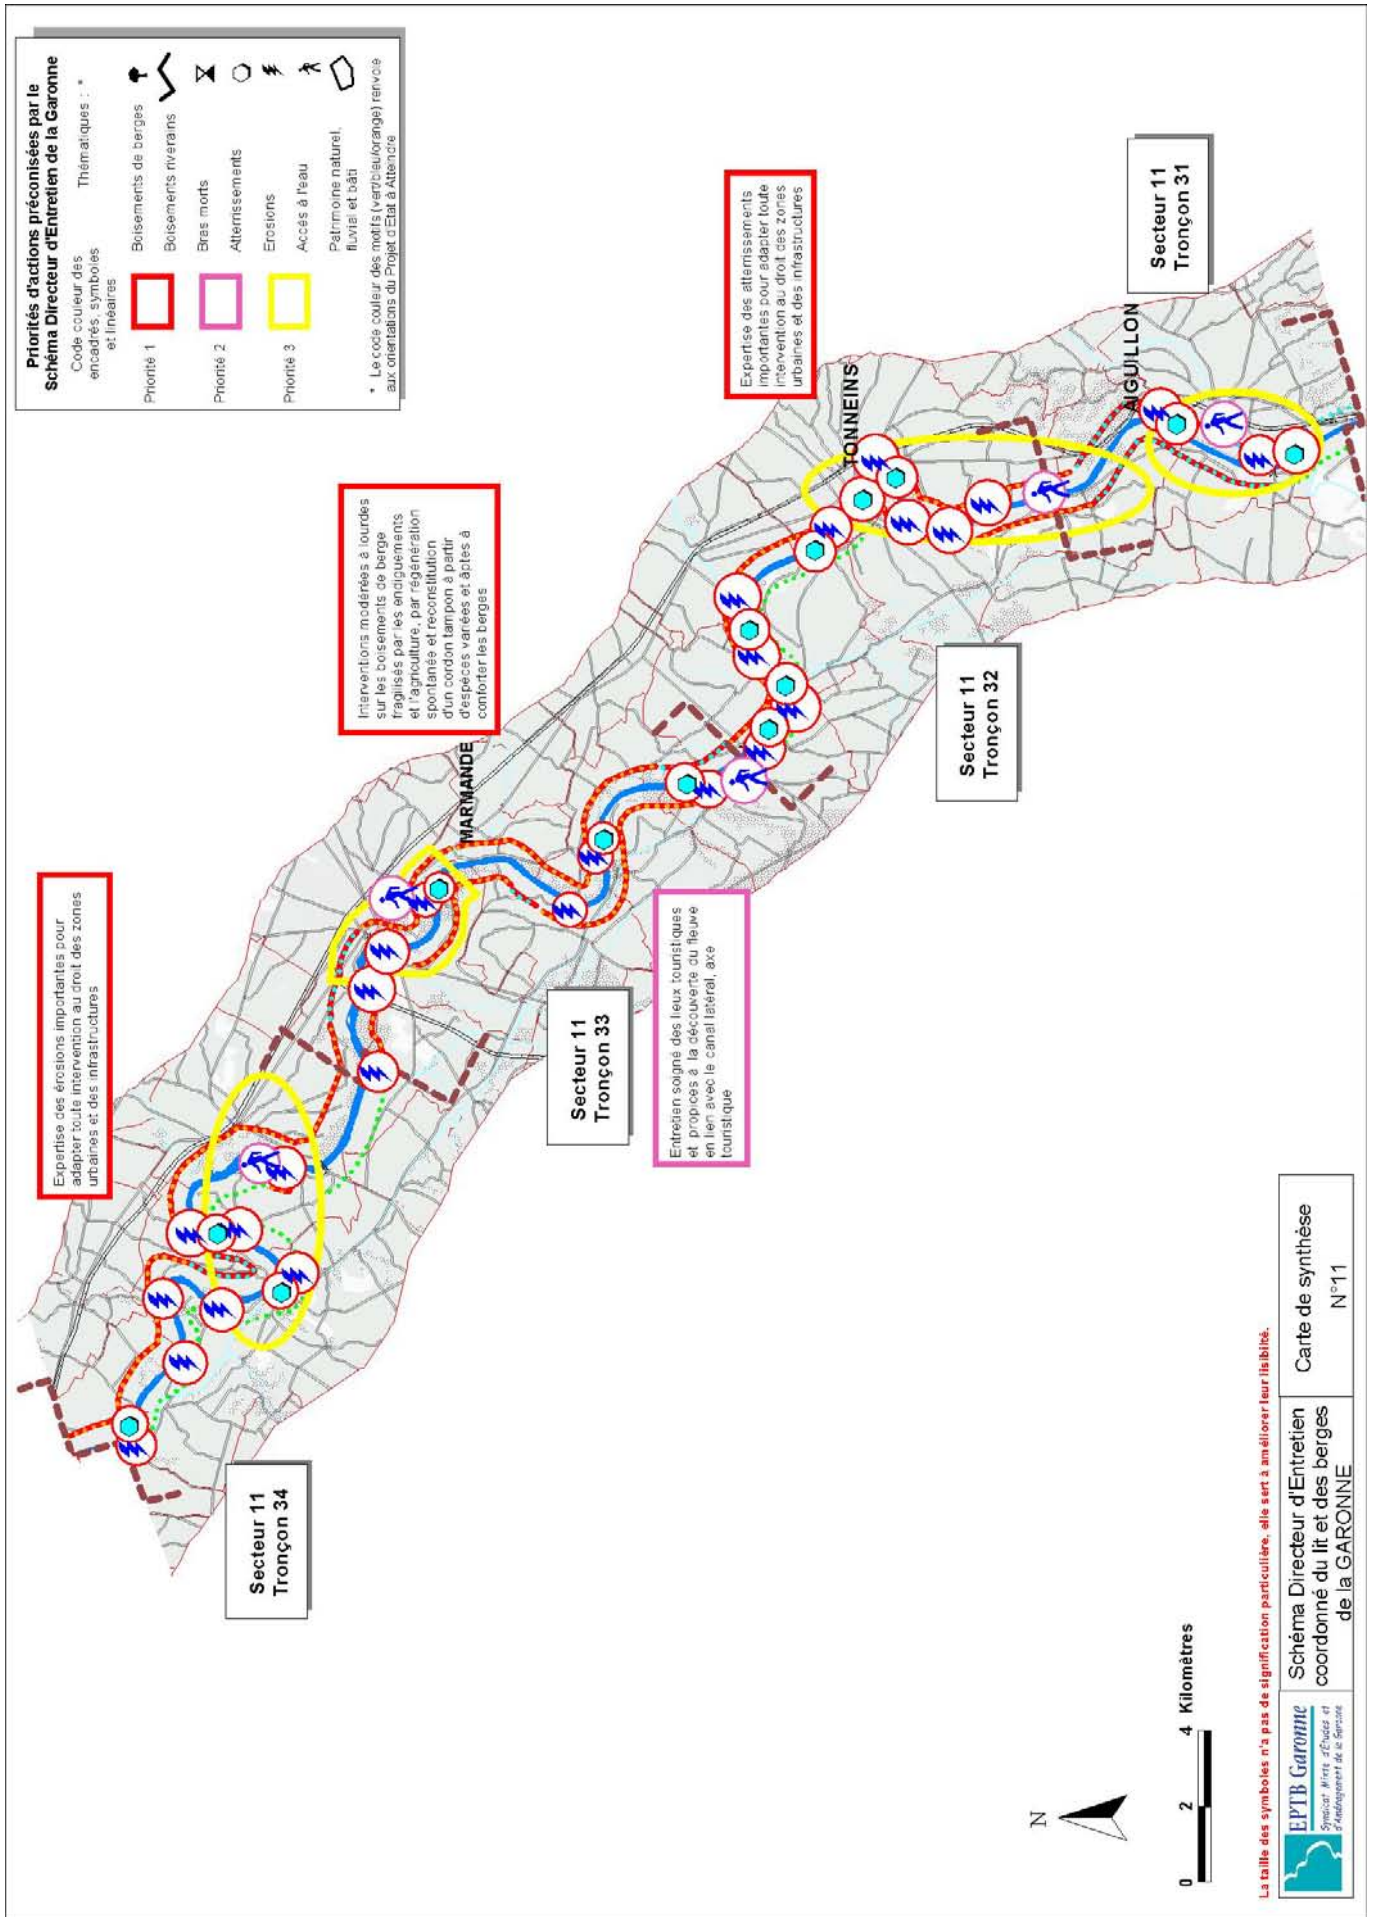 Priorités d'actions préconisées par le
Schéma Directeur d'Entretien de la Garonne
Code couleur des
encadrés, symboles
et linéaires
Thématiques : *
Priorité 1
Priorité 2
Priorité 3
Boisements de berges
Boisements riverains
Bras morts
Atterrissements
Erosions
Accès à l'eau
Patrimoine naturel,
fluvial et bâti
* Le code couleur des motifs (vert/bleu/orange) renvoie
aux orientations du Projet d'Etat à Atteindre
Expertise des érosions importantes pour
adapter toute intervention au droit des zones
urbaines et des infrastructures
Interventions modérées à lourdes
sur les boisements de berge
fragilisés par les endiguements
et l'agriculture, par régénération
spontanée et reconstitution
d'un cordon tampon à partir
d'espèces variées et âptes à
conforter les berges
Expertise des atterrissements
importantes pour adapter toute
intervention au droit des zones
urbaines et des infrastructures
MARMANDE
TONNEINS
AIGUILLON
Secteur 11
Tronçon 34
Secteur 11
Tronçon 33
Secteur 11
Tronçon 32
Secteur 11
Tronçon 31
Entretien soigné des lieux touristiques
et propices à la découverte du fleuve
en lien avec le canal latéral, axe
touristique
N
0 2 4 Kilomètres
La taille des symboles n'a pas de signification particulière, elle sert à améliorer leur lisibilité.
EPTB Garonne
Syndicat Mixte d'Etudes et
d'Aménagement de la Garonne
Schéma Directeur d'Entretien
coordonné du lit et des berges
de la GARONNE
Carte de synthèse
N°11